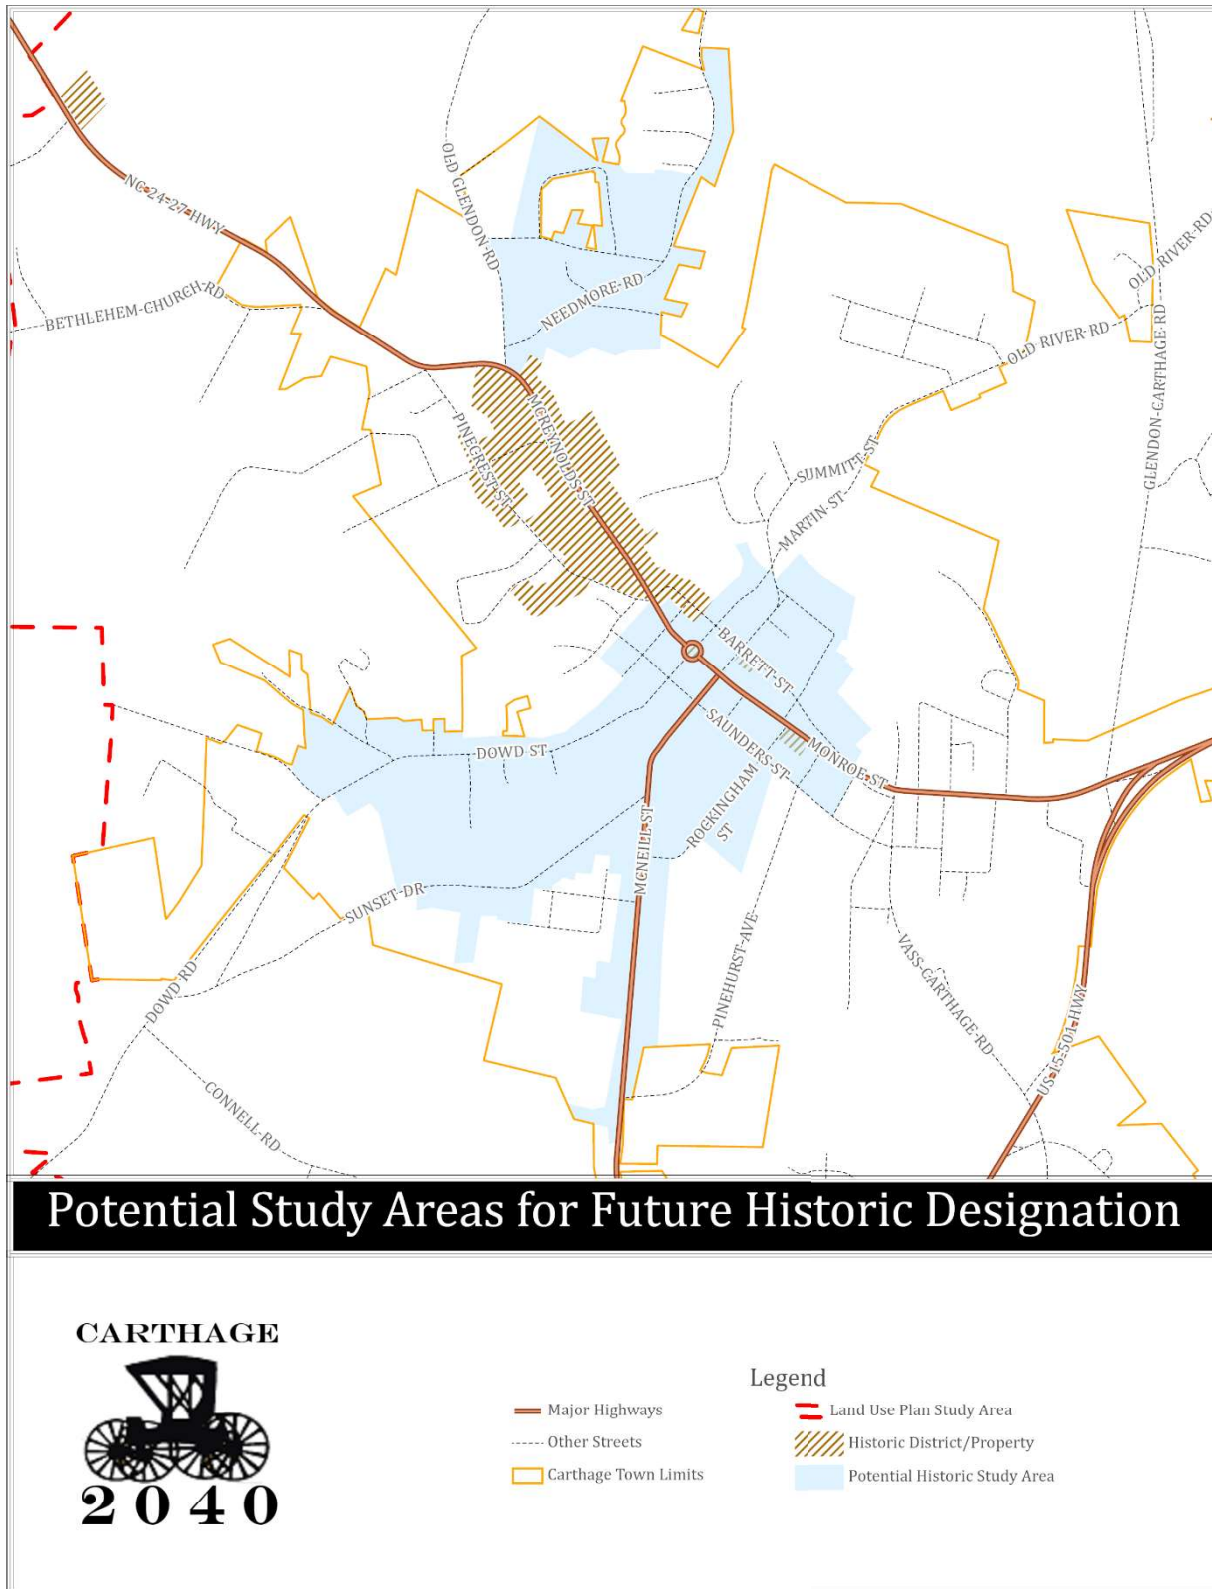 OLD GLENDON-RD
NC-24-27-HWY
BETHLEHEM-CHURCH-RD
NEEDMORE-RD
OLD RIVER-RD
OLD RIVER-RD
GLENDON-CARTHAGE-RD
PINECREST-ST
MCREYNOLDS-ST
SUMMITT-ST
MARTIN-ST
BARRETT-ST
SAUNDERS-ST
MONROE-ST
DOWD ST
ROCKINGHAM
ST
MCNEILL-ST
SUNSET-DR
PINEHURST-AVE
VASS-CARTHAGE-RD
DOWD-RD
US-15-501-HWY
CONNELL-RD
Potential Study Areas for Future Historic Designation
CARTHAGE
2040
Legend
Major Highways
Other Streets
Carthage Town Limits
Land Use Plan Study Area
Historic District/Property
Potential Historic Study Area